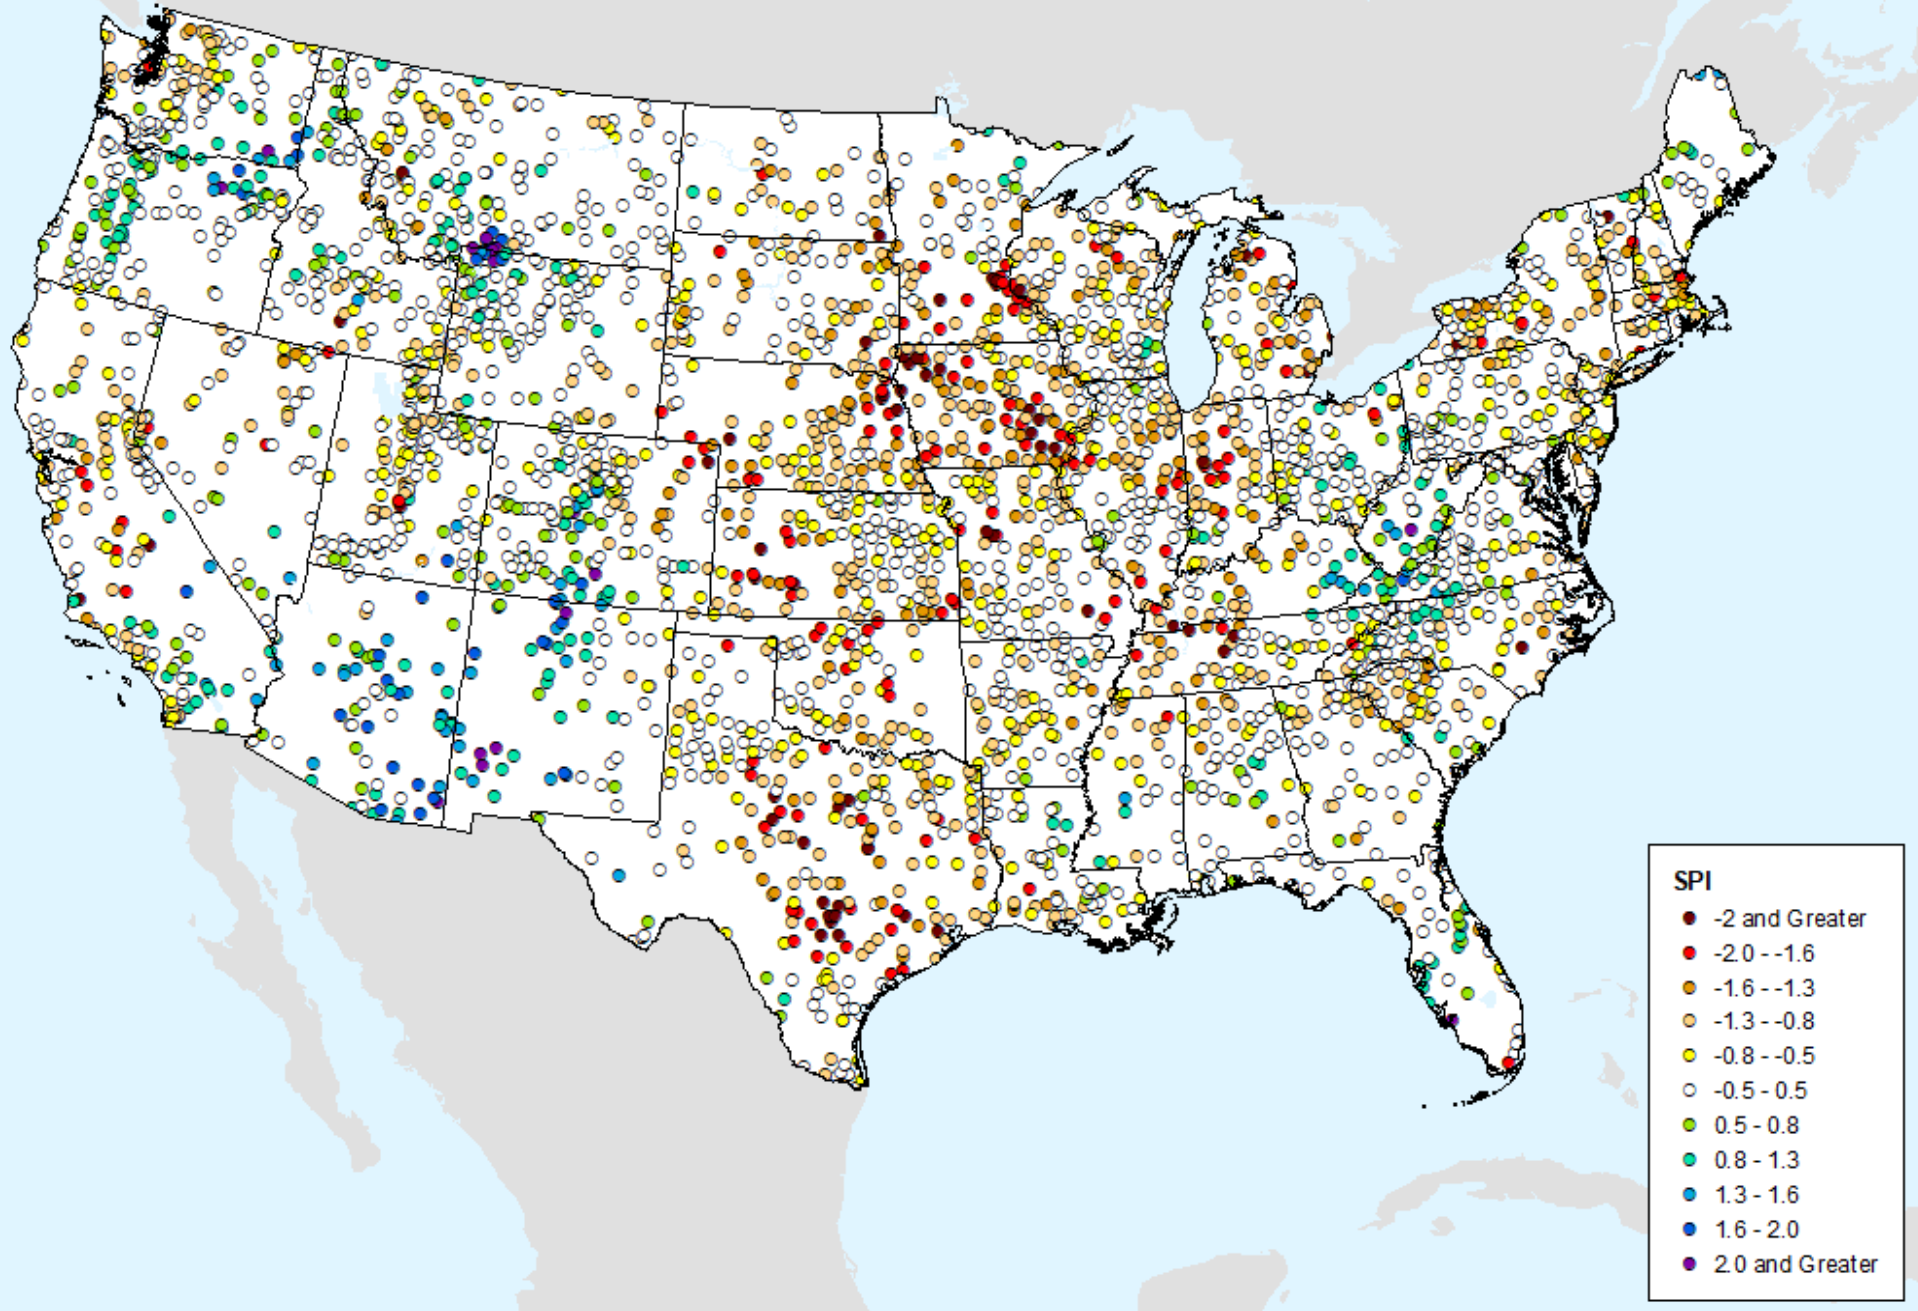 SPI
-2 and Greater
-2.0 - -1.6
-1.6 - -1.3
-1.3 - -0.8
-0.8 - -0.5
-0.5 - 0.5
0.5 - 0.8
0.8 - 1.3
1.3 - 1.6
1.6 - 2.0
2.0 and Greater